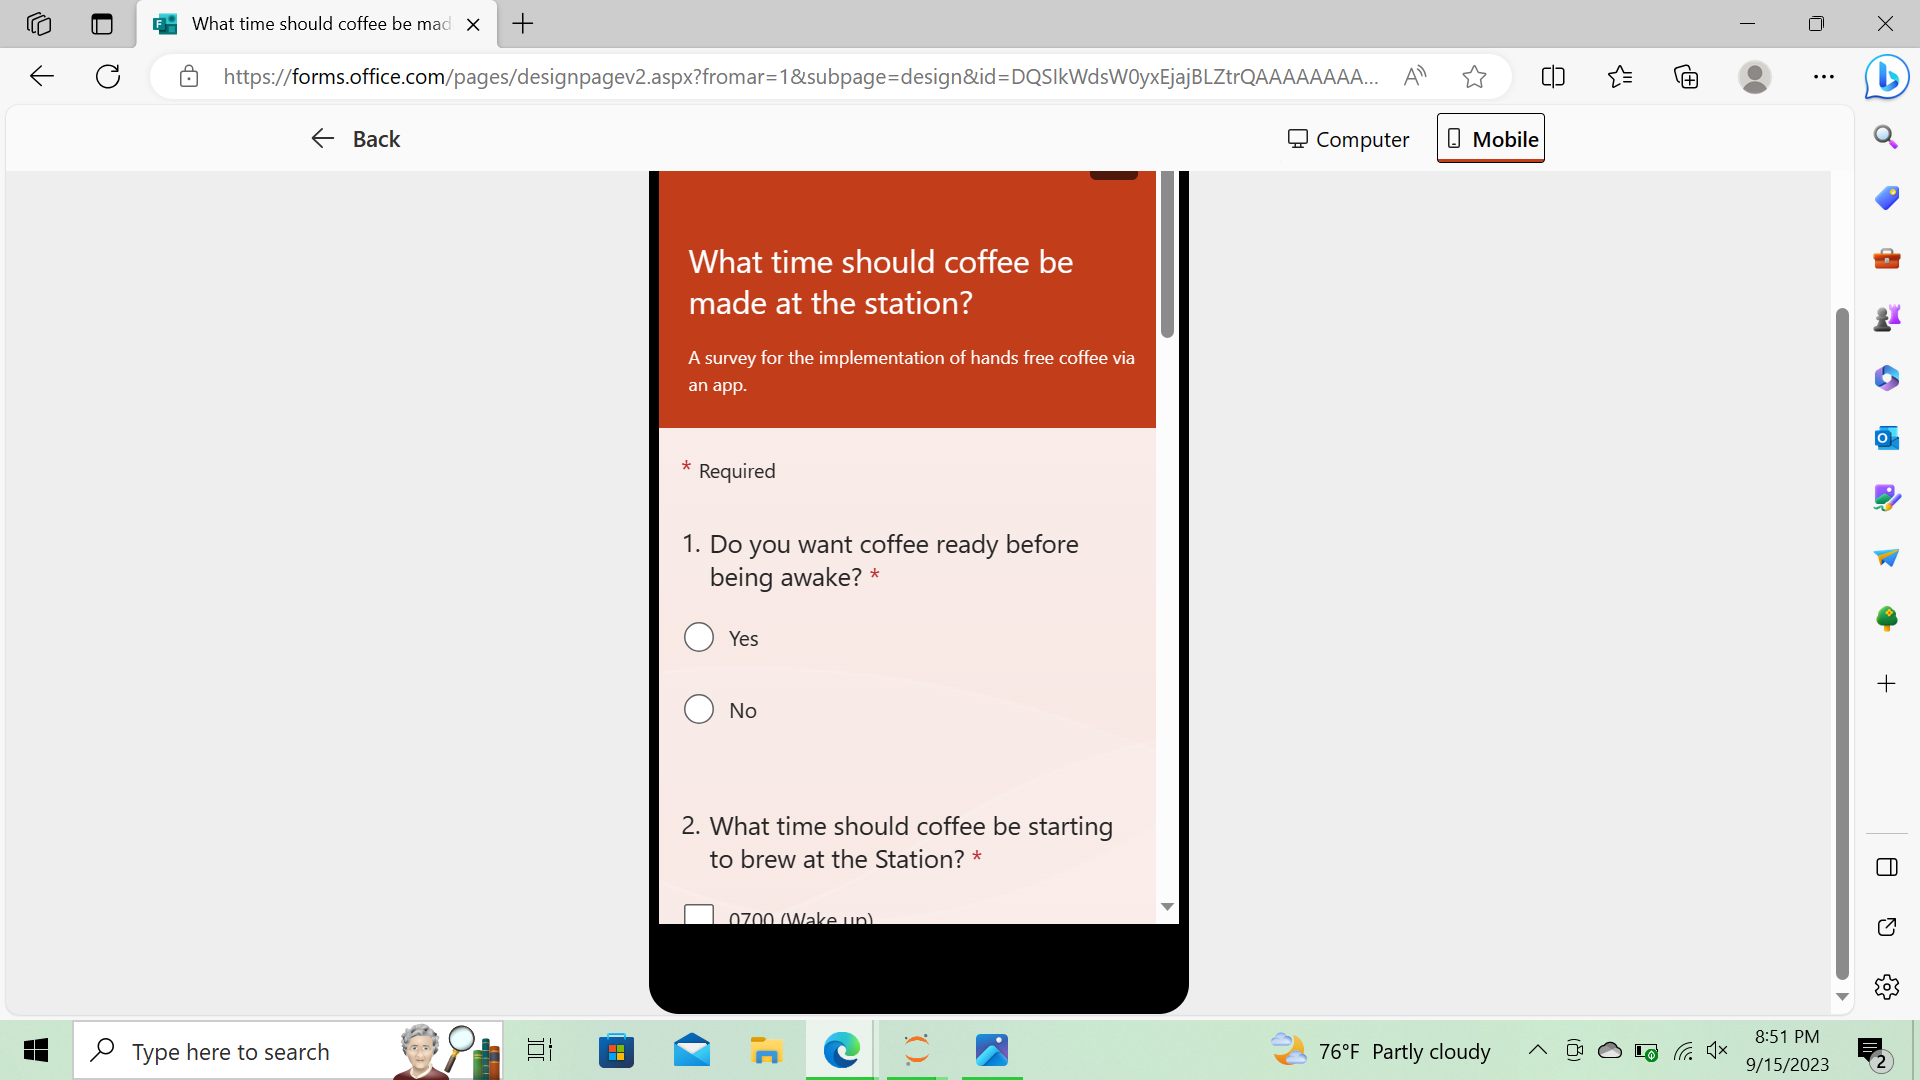 What time should coffee be mad
https://forms.office.com/pages/designpagev2.aspx?fromar=1&subpage=design&id=DQSIkWdsW0yxEjajBLZtrQAAAAAAAA...
Back
Computer
Mobile
What time should coffee be
made at the station?
A survey for the implementation of hands free coffee via
an app.
* Required
1. Do you want coffee ready before
being awake? *
Yes
No
2. What time should coffee be starting
to brew at the Station? *
0700 (Wake up)
Type here to search
76°F Partly cloudy
8:51 PM
9/15/2023
2